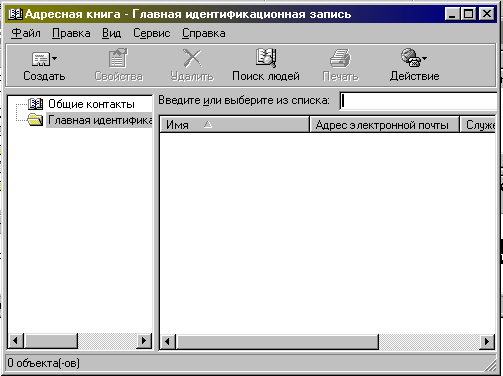 Адресная книга - Главная идентификационная запись
Файл Правка Вид Сервис Справка
Создать Свойства Удалить Поиск людей Печать Действие
Введите или выберите из списка:
Общие контакты
Главная идентифика
Имя Адрес электронной почты Служе
0 объекта(-ов)